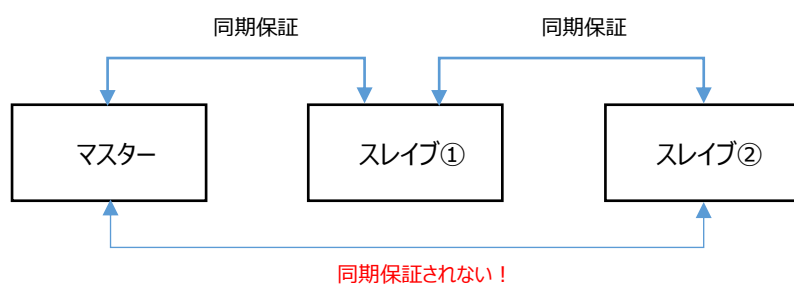 同期保証
同期保証
マスター
スレイブ①
スレイブ②
同期保証されない！